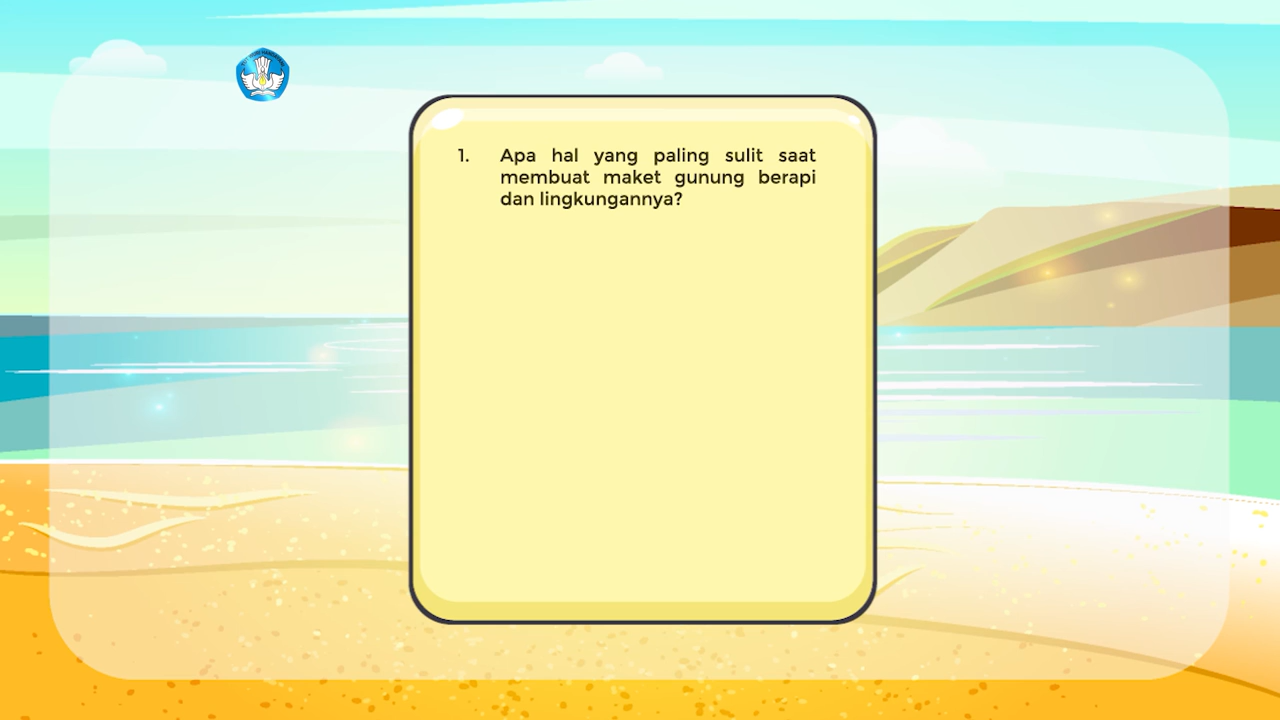 1. Apa hal yang paling sulit saat
membuat maket gunung berapi
dan lingkungannya?